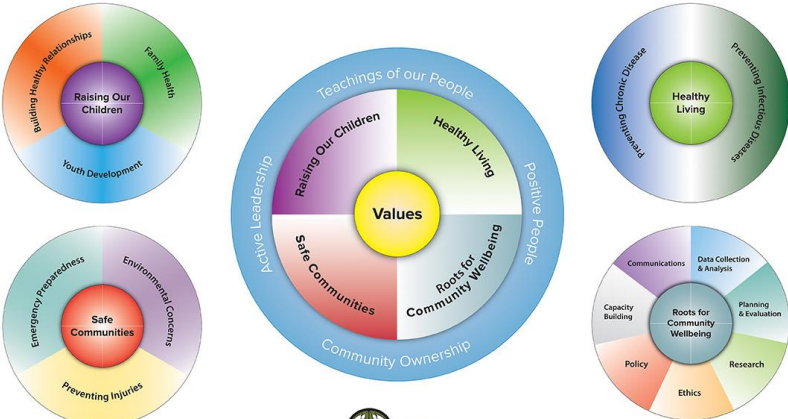 Building Healthy Relationships
Family Health
Raising Our
Children
Youth Development
Teachings of our People
Active Leadership
Positive People
Community Ownership
Raising Our Children
Healthy Living
Values
Safe Communities
Roots for
Community Wellbeing
Preventing Chronic Disease
Preventing Infectious Diseases
Healthy
Living
Emergency Preparedness
Environmental Concerns
Safe
Communities
Preventing Injuries
Communications
Data Collection
& Analysis
Capacity
Building
Planning
& Evaluation
Roots for
Community
Wellbeing
Policy
Research
Ethics